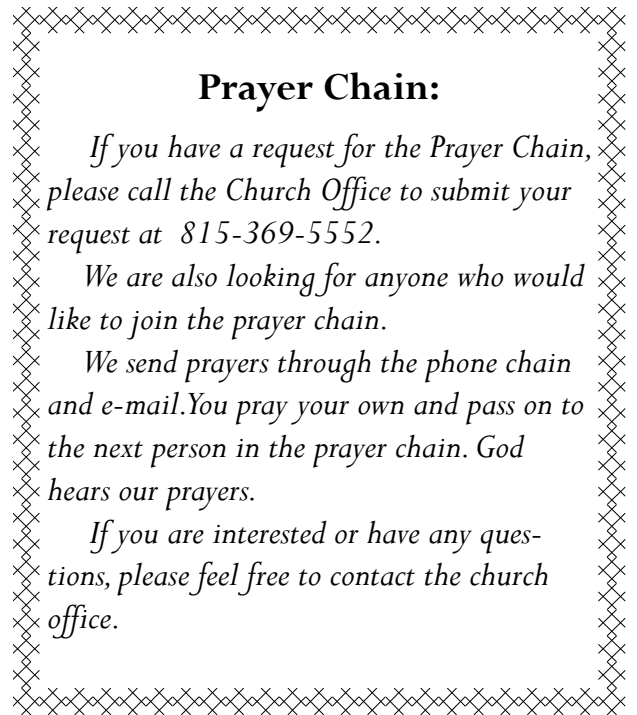 Prayer Chain:
If you have a request for the Prayer Chain,
please call the Church Office to submit your
request at 815-369-5552.
We are also looking for anyone who would
like to join the prayer chain.
We send prayers through the phone chain
and e-mail.You pray your own and pass on to
the next person in the prayer chain. God
hears our prayers.
If you are interested or have any ques-
tions, please feel free to contact the church
office.